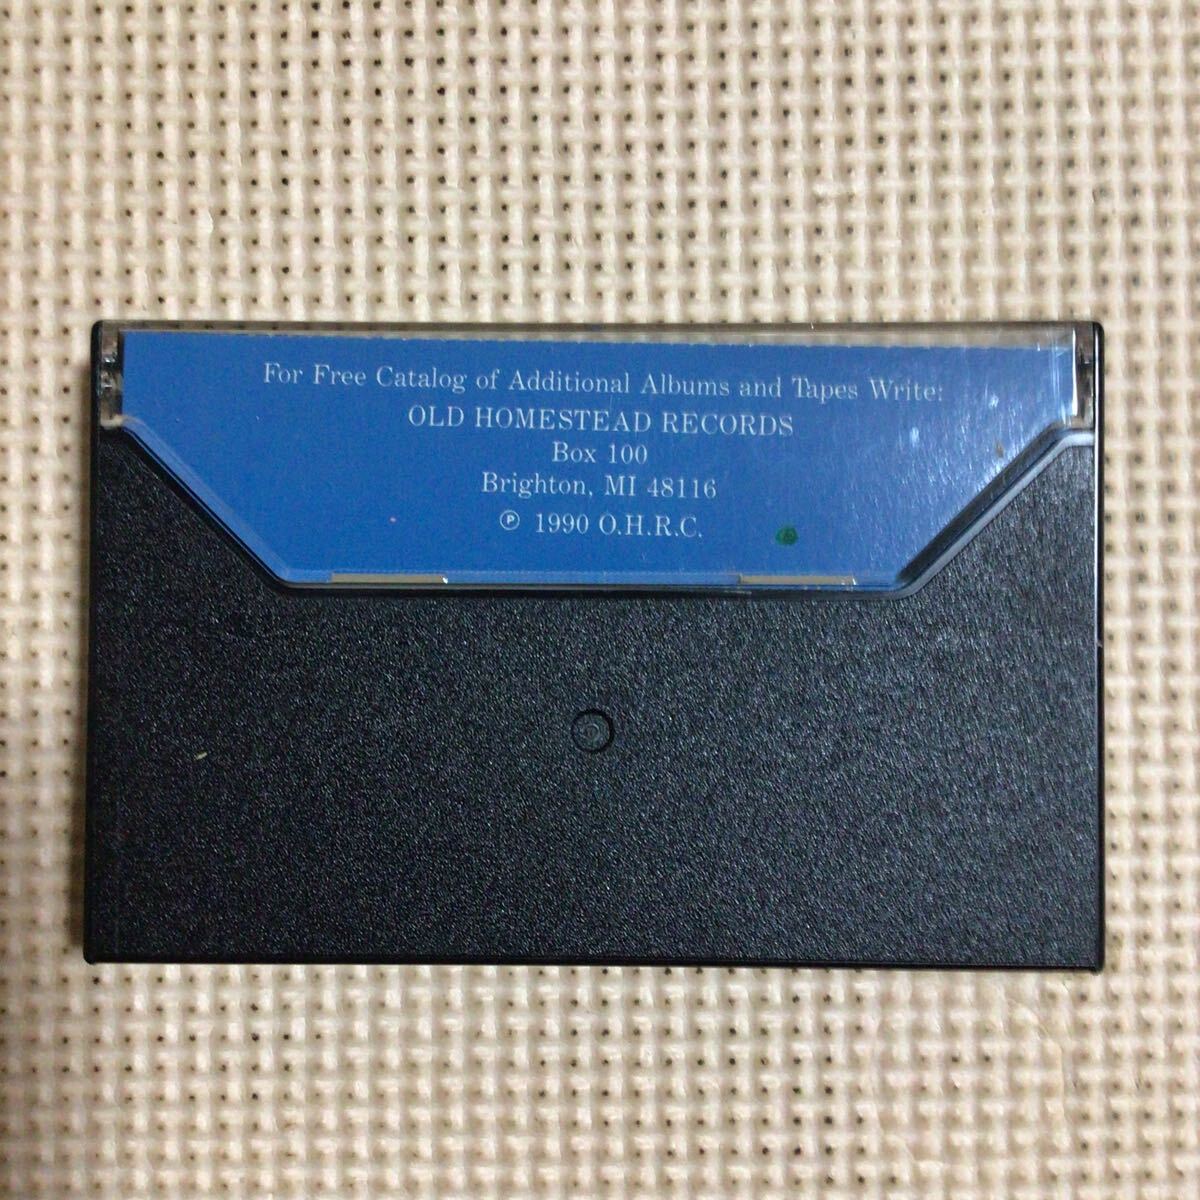 For Free Catalog of Additional Albums and Tapes Write:
OLD HOMESTEAD RECORDS
Box 100
Brighton, MI 48116
℗ 1990 O.H.R.C.